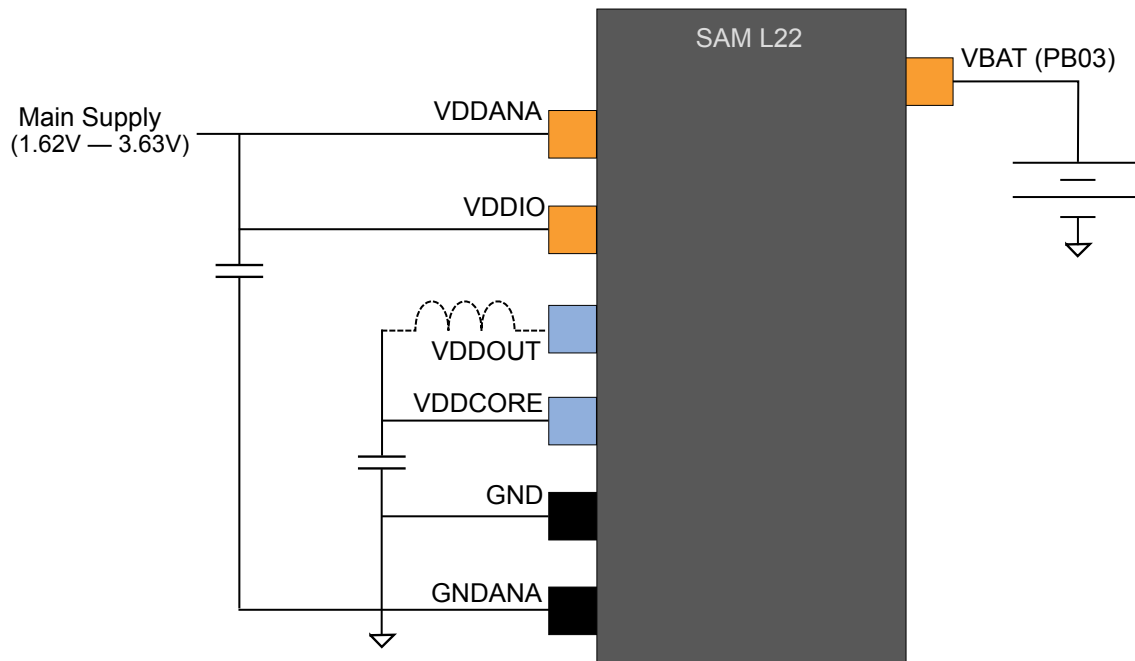 SAM L22
VBAT (PB03)
VDDANA
Main Supply
(1.62V — 3.63V)
VDDIO
VDDOUT
VDDCORE
GND
GNDANA